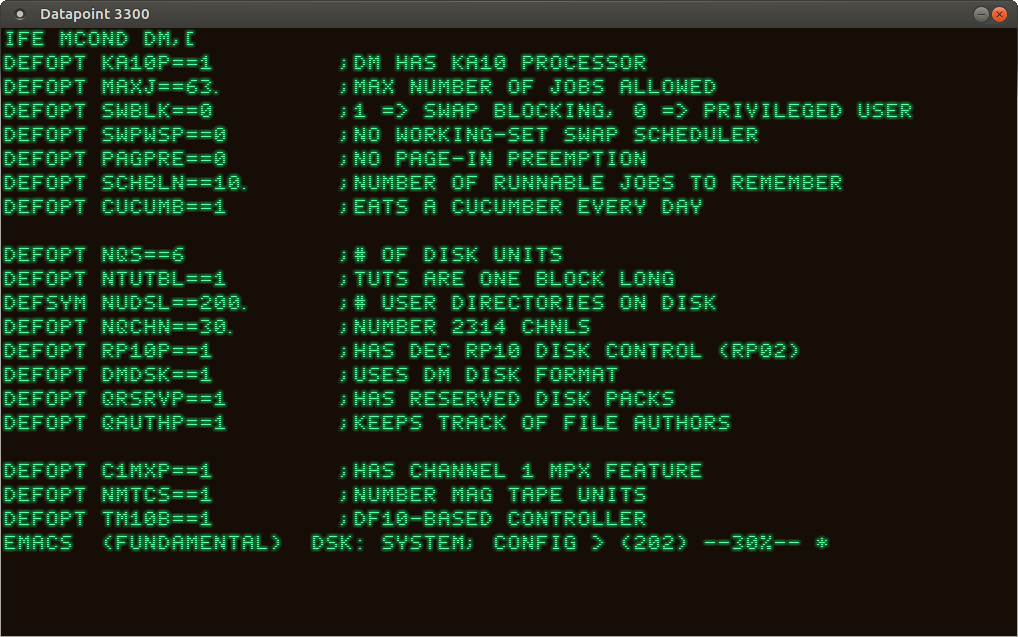 Datapoint 3300
IFE MCOND DM,[
DEFOPT KA10P==1 ;DM HAS KA10 PROCESSOR
DEFOPT MAXJ==63. ;MAX NUMBER OF JOBS ALLOWED
DEFOPT SWBLK==0 ;1 => SWAP BLOCKING, 0 => PRIVILEGED USER
DEFOPT SWPWSP==0 ;NO WORKING-SET SWAP SCHEDULER
DEFOPT PAGPRE==0 ;NO PAGE-IN PREEMPTION
DEFOPT SCHBLN==10. ;NUMBER OF RUNNABLE JOBS TO REMEMBER
DEFOPT CUCUMB==1 ;EATS A CUCUMBER EVERY DAY
DEFOPT NQS==6 ;# OF DISK UNITS
DEFOPT NTUTBL==1 ;TUTS ARE ONE BLOCK LONG
DEFSYM NUDSL==200. ;# USER DIRECTORIES ON DISK
DEFOPT NQCHN==30. ;NUMBER 2314 CHNLS
DEFOPT RP10P==1 ;HAS DEC RP10 DISK CONTROL (RP02)
DEFOPT DMDSK==1 ;USES DM DISK FORMAT
DEFOPT QRSRVP==1 ;HAS RESERVED DISK PACKS
DEFOPT QAUTHP==1 ;KEEPS TRACK OF FILE AUTHORS
DEFOPT C1MXP==1 ;HAS CHANNEL 1 MPX FEATURE
DEFOPT NMTCS==1 ;NUMBER MAG TAPE UNITS
DEFOPT TM10B==1 ;DF10-BASED CONTROLLER
EMACS (FUNDAMENTAL) DSK: SYSTEM; CONFIG > (202) --30%-- *